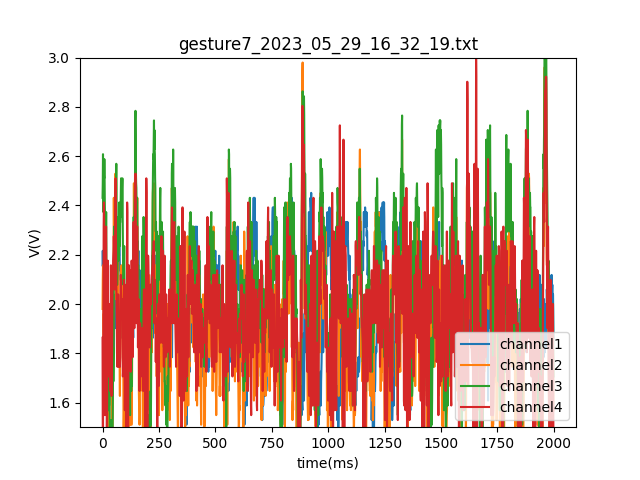 gesture7_2023_05_29_16_32_19.txt
V(V)
3.0
2.8
2.6
2.4
2.2
2.0
1.8
1.6
channel1
channel2
channel3
channel4
0 250 500 750 1000 1250 1500 1750 2000
time(ms)